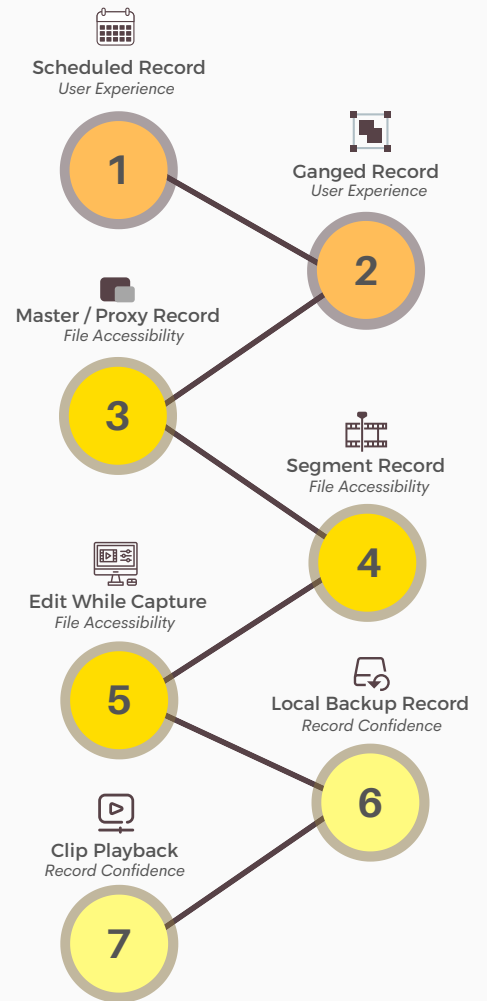 Scheduled Record
User Experience
1
Ganged Record
User Experience
2
Master / Proxy Record
File Accessibility
3
Segment Record
File Accessibility
4
Edit While Capture
File Accessibility
5
Local Backup Record
Record Confidence
6
Clip Playback
Record Confidence
7